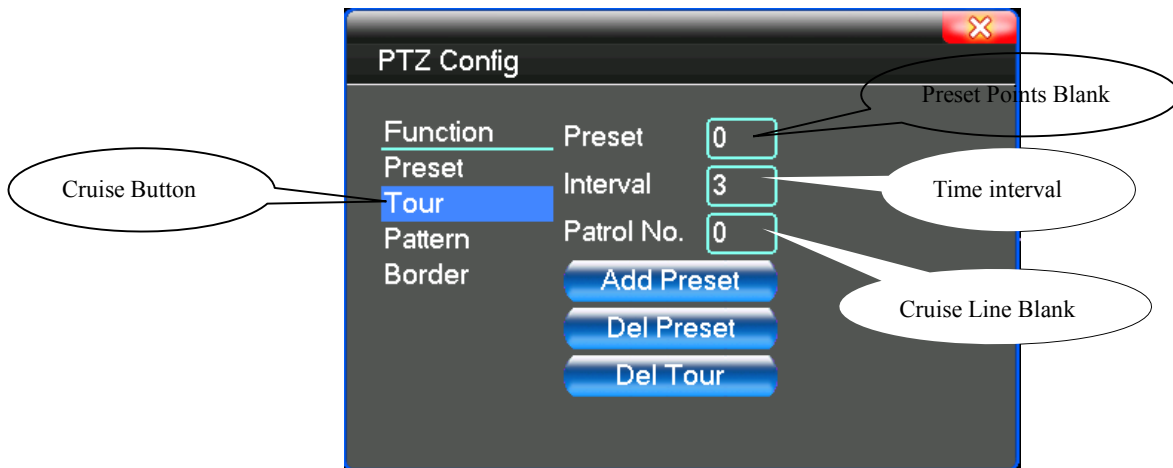 PTZ Config
Preset Points Blank
Function
Preset 0
Preset
Cruise Button
Interval 3
Time interval
Tour
Patrol No. 0
Pattern
Border
Add Preset
Cruise Line Blank
Del Preset
Del Tour